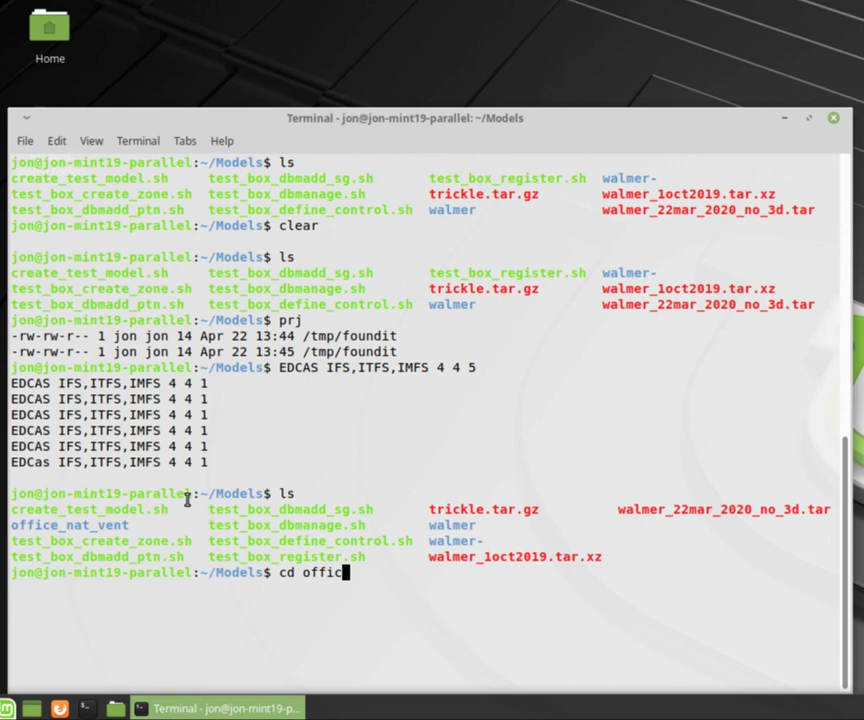 Home
Terminal - jon@jon-mint19-parallel: ~/Models
File Edit View Terminal Tabs Help
jon@jon-mint19-parallel:~/Models$ ls
create_test_model.sh test_box_dbmadd_sg.sh test_box_register.sh walmer-
test_box_create_zone.sh test_box_dbmanage.sh trickle.tar.gz walmer_1oct2019.tar.xz
test_box_dbmadd_ptn.sh test_box_define_control.sh walmer walmer_22mar_2020_no_3d.tar
jon@jon-mint19-parallel:~/Models$ clear
jon@jon-mint19-parallel:~/Models$ ls
create_test_model.sh test_box_dbmadd_sg.sh test_box_register.sh walmer-
test_box_create_zone.sh test_box_dbmanage.sh trickle.tar.gz walmer_1oct2019.tar.xz
test_box_dbmadd_ptn.sh test_box_define_control.sh walmer walmer_22mar_2020_no_3d.tar
jon@jon-mint19-parallel:~/Models$ prj
-rw-rw-r-- 1 jon jon 14 Apr 22 13:44 /tmp/foundit
-rw-rw-r-- 1 jon jon 14 Apr 22 13:45 /tmp/foundit
jon@jon-mint19-parallel:~/Models$ EDCAS IFS,ITFS,IMFS 4 4 5
EDCAS IFS,ITFS,IMFS 4 4 1
EDCAS IFS,ITFS,IMFS 4 4 1
EDCAS IFS,ITFS,IMFS 4 4 1
EDCAS IFS,ITFS,IMFS 4 4 1
EDCAS IFS,ITFS,IMFS 4 4 1
EDCas IFS,ITFS,IMFS 4 4 1
jon@jon-mint19-parallel:~/Models$ ls
create_test_model.sh test_box_dbmadd_sg.sh trickle.tar.gz walmer_22mar_2020_no_3d.tar
office_nat_vent test_box_dbmanage.sh walmer
test_box_create_zone.sh test_box_define_control.sh walmer-
test_box_dbmadd_ptn.sh test_box_register.sh walmer_1oct2019.tar.xz
jon@jon-mint19-parallel:~/Models$ cd offic
Terminal - jon@jon-mint19-p...